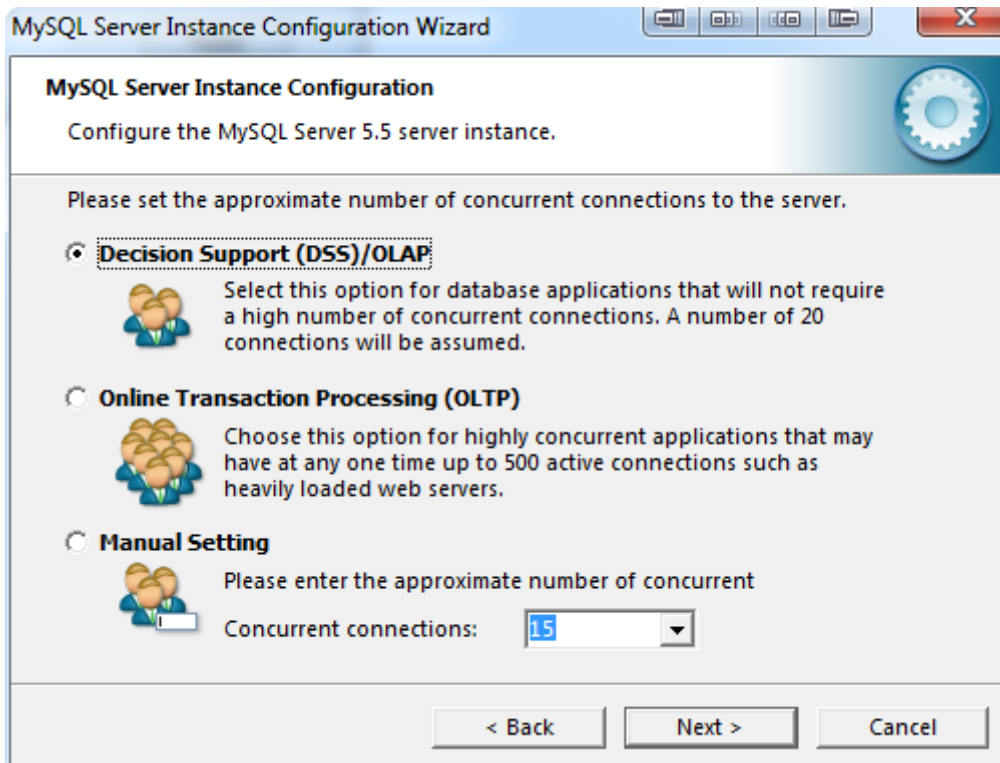 MySQL Server Instance Configuration Wizard
MySQL Server Instance Configuration
Configure the MySQL Server 5.5 server instance.
Please set the approximate number of concurrent connections to the server.
Decision Support (DSS)/OLAP
Select this option for database applications that will not require
a high number of concurrent connections. A number of 20
connections will be assumed.
Online Transaction Processing (OLTP)
Choose this option for highly concurrent applications that may
have at any one time up to 500 active connections such as
heavily loaded web servers.
Manual Setting
Please enter the approximate number of concurrent
Concurrent connections: 15
< Back Next > Cancel